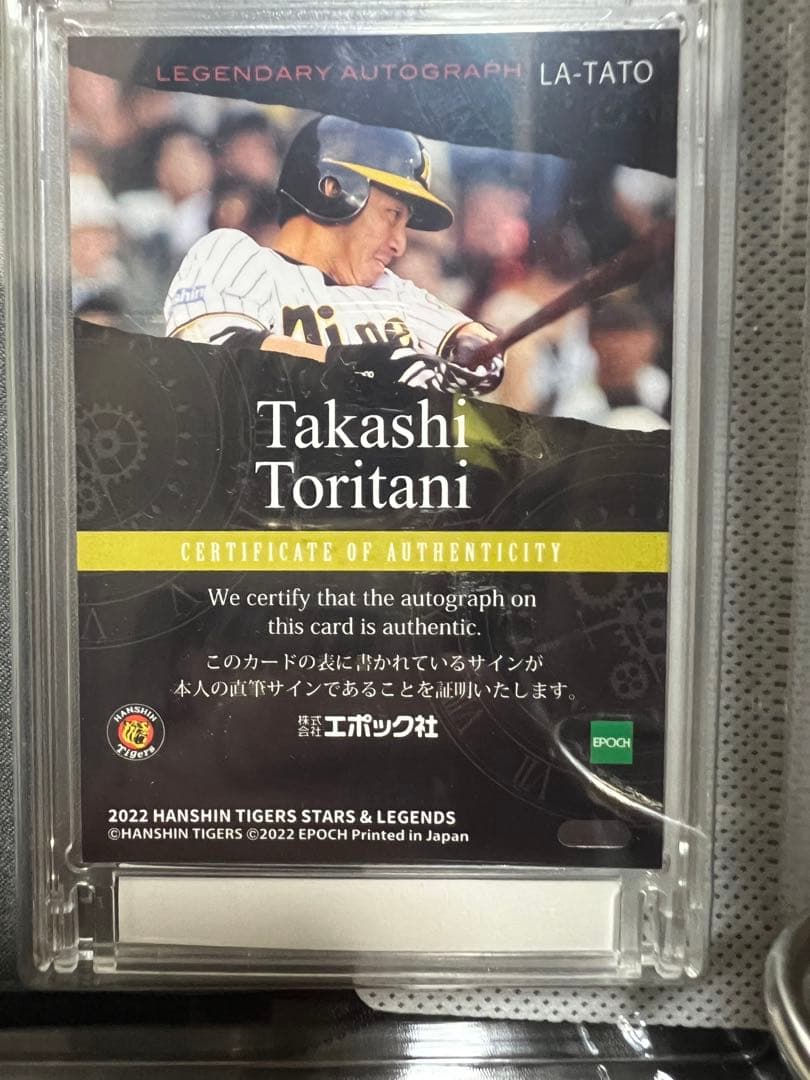 LEGENDARY AUTOGRAPH LA-TATO
Takashi
Toritani
CERTIFICATE OF AUTHENTICITY
We certify that the autograph on
this card is authentic.
このカードの表に書かれているサインが
本人の直筆サインであることを証明いたします。
株式会社エポック社
HANSHIN
Tigers
EPOCH
2022 HANSHIN TIGERS STARS & LEGENDS
©HANSHIN TIGERS ©2022 EPOCH Printed in Japan